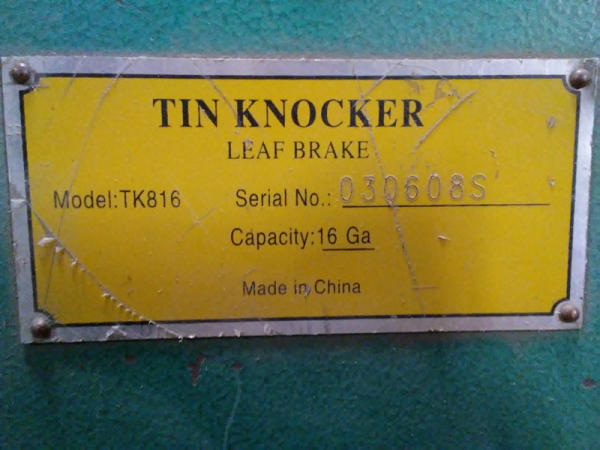 TIN KNOCKER
LEAF BRAKE
Model:TK816 Serial No.: 030608S
Capacity:16 Ga
Made in China